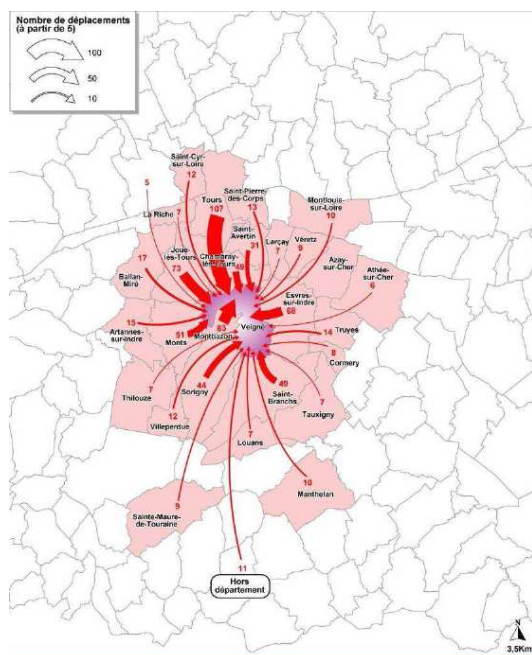 Nombre de déplacements
(à partir de 5)
100
50
10
Saint-Cyr-
sur-Loire
12
5
Tours
107
Saint-Pierre
des-Corps
13
Montlouis-
sur-Loire
10
La Riche
7
Saint-
Avertin
31
Larçay
7
Véretz
9
Joué-
lès-Tours
73
Chambray-
lès-Tours
49
Azay-
sur-Cher
Athée-
sur-Cher
6
17
Ballan-
Miré
Esvres-
sur-Indre
68
15
Artannes-
sur-Indre
51
Monts
63
Montbazon
Veigné
14
Truyes
8
Cormery
7
Thilouze
44
Sorigny
49
Saint-
Branchs
7
Tauxigny
12
Villeperdue
7
Louans
10
Manthelan
9
Sainte-Maure-
de-Touraine
11
Hors
département
N
3,5Km